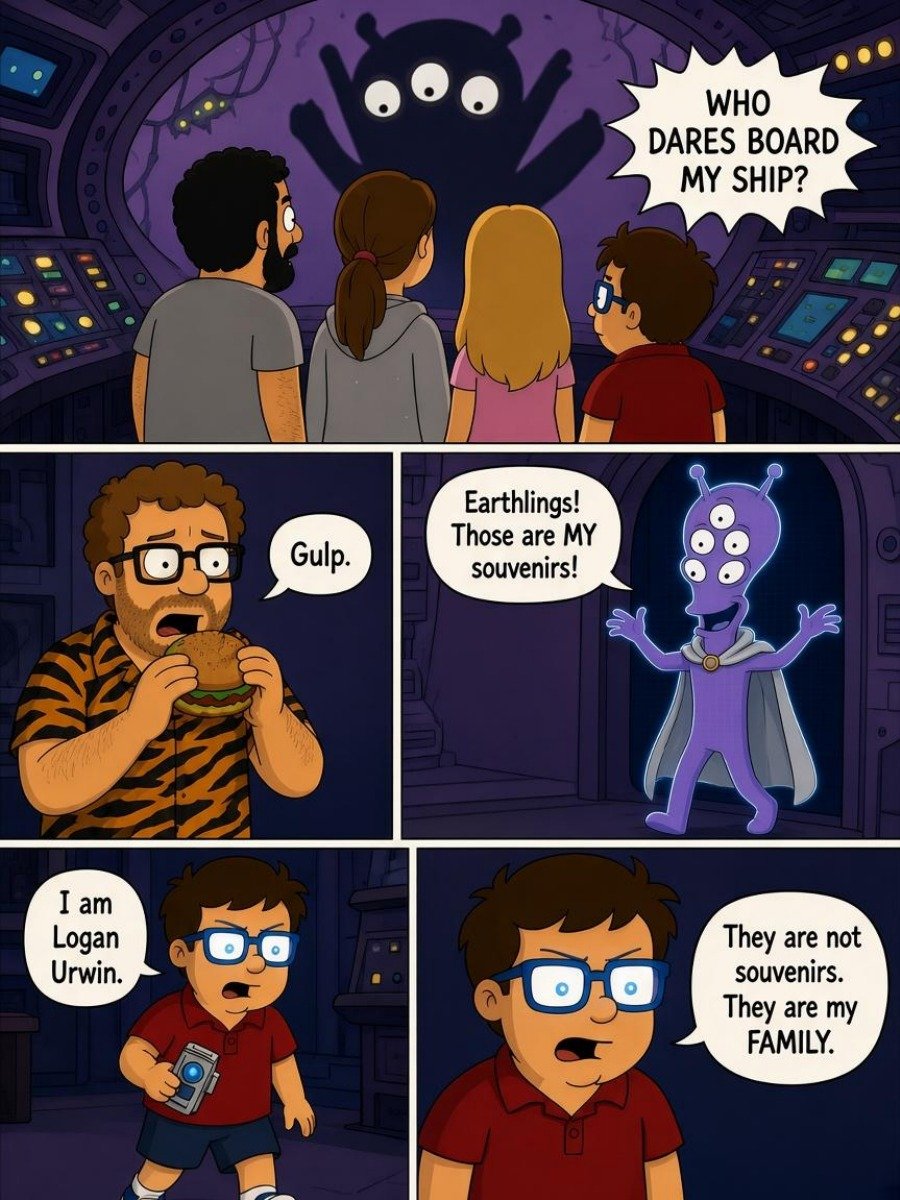 WHO
DARES BOARD
MY SHIP?
Gulp.
Earthlings!
Those are MY
souvenirs!
I am
Logan
Urwin.
They are not
souvenirs.
They are my
FAMILY.